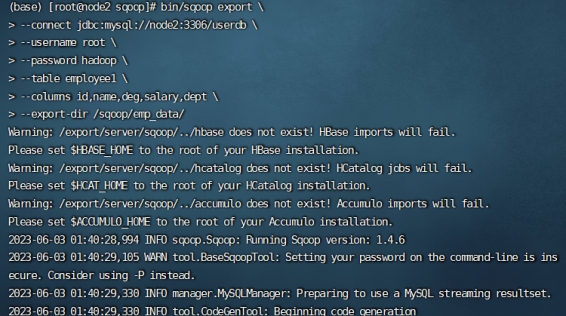 (base) [root@node2 sqoop]# bin/sqoop export \
> --connect jdbc:mysql://node2:3306/userdb \
> --username root \
> --password hadoop \
> --table employee1 \
> --columns id,name,deg,salary,dept \
> --export-dir /sqoop/emp_data/
Warning: /export/server/sqoop/../hbase does not exist! HBase imports will fail.
Please set $HBASE_HOME to the root of your HBase installation.
Warning: /export/server/sqoop/../hcatalog does not exist! HCatalog jobs will fail.
Please set $HCAT_HOME to the root of your HCatalog installation.
Warning: /export/server/sqoop/../accumulo does not exist! Accumulo imports will fail.
Please set $ACCUMULO_HOME to the root of your Accumulo installation.
2023-06-03 01:40:28,994 INFO sqoop.Sqoop: Running Sqoop version: 1.4.6
2023-06-03 01:40:29,105 WARN tool.BaseSqoopTool: Setting your password on the command-line is ins
ecure. Consider using -P instead.
2023-06-03 01:40:29,330 INFO manager.MySQLManager: Preparing to use a MySQL streaming resultset.
2023-06-03 01:40:29,330 INFO tool.CodeGenTool: Beginning code generation